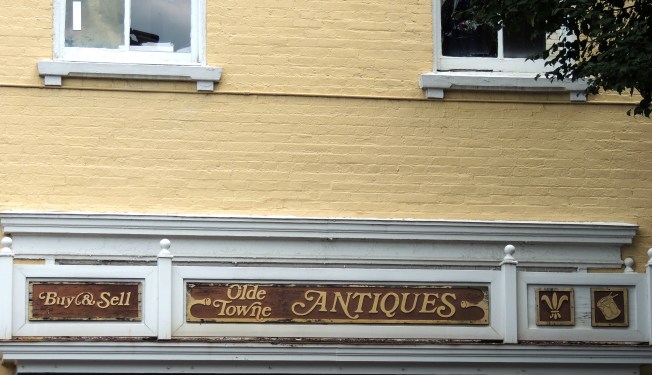 Buy & Sell
Olde
Towne
ANTIQUES